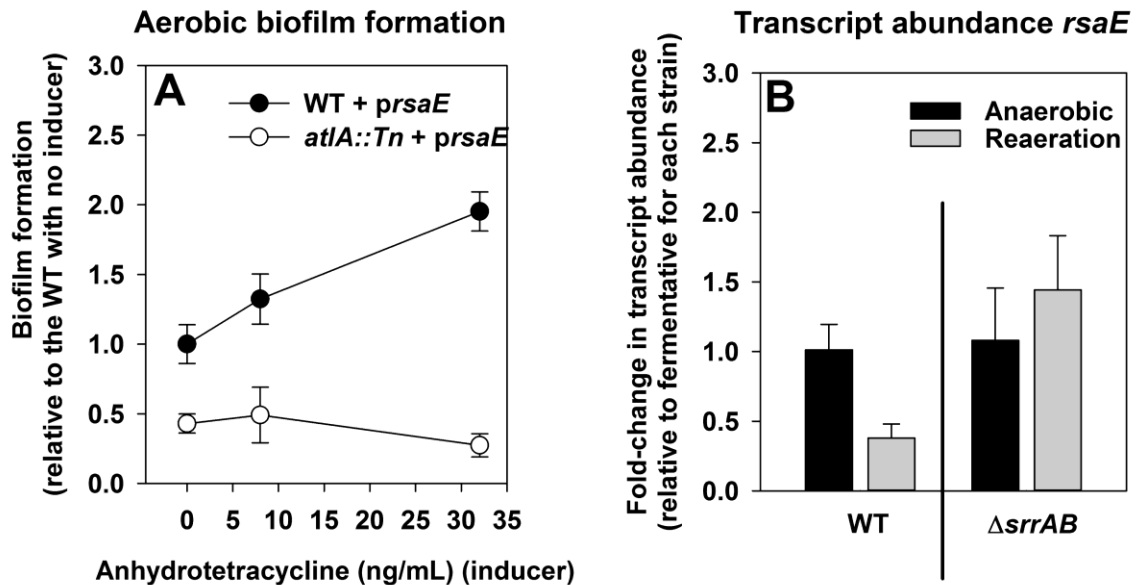 Aerobic biofilm formation
A
Biofilm formation
(relative to the WT with no inducer)
3.0
2.5
2.0
1.5
1.0
0.5
0.0
WT + prsaE
atlA::Tn + prsaE
0 5 10 15 20 25 30 35
Anhydrotetracycline (ng/mL) (inducer)
Transcript abundance rsaE
B
Fold-change in transcript abundance
(relative to fermentative for each strain)
3.0
2.5
2.0
1.5
1.0
0.5
0.0
Anaerobic
Reaeration
WT ΔsrrAB